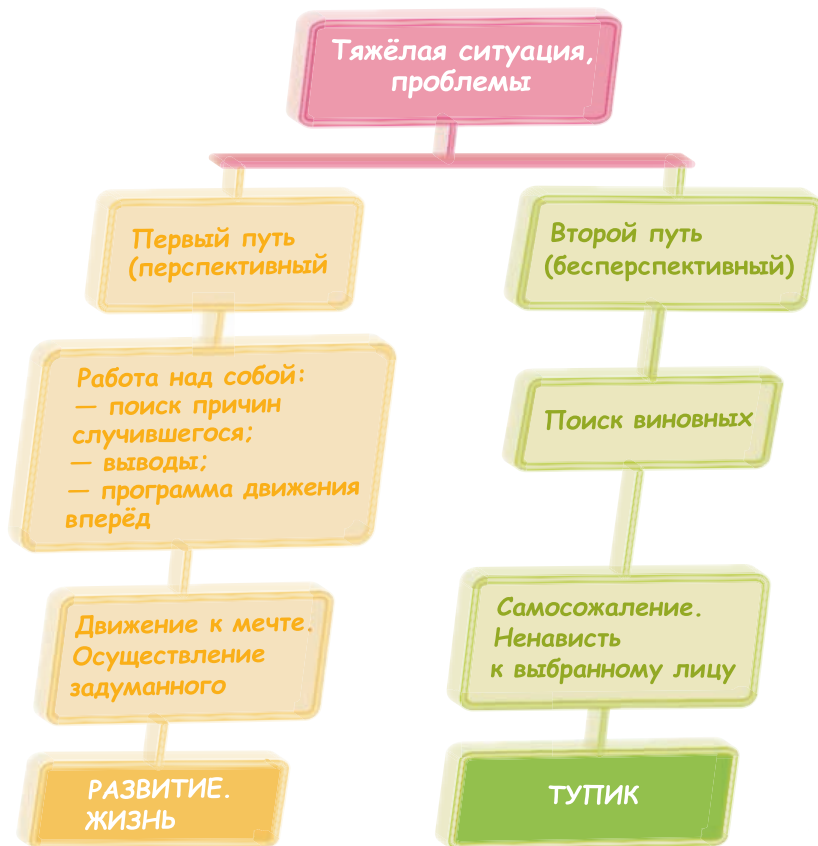 Тяжёлая ситуация,
проблемы
Первый путь
(перспективный
Работа над собой:
— поиск причин
случившегося;
— выводы;
— программа движения
вперёд
Движение к мечте.
Осуществление
задуманного
РАЗВИТИЕ.
ЖИЗНЬ
Второй путь
(бесперспективный)
Поиск виновных
Самосожаление.
Ненависть
к выбранному лицу
ТУПИК